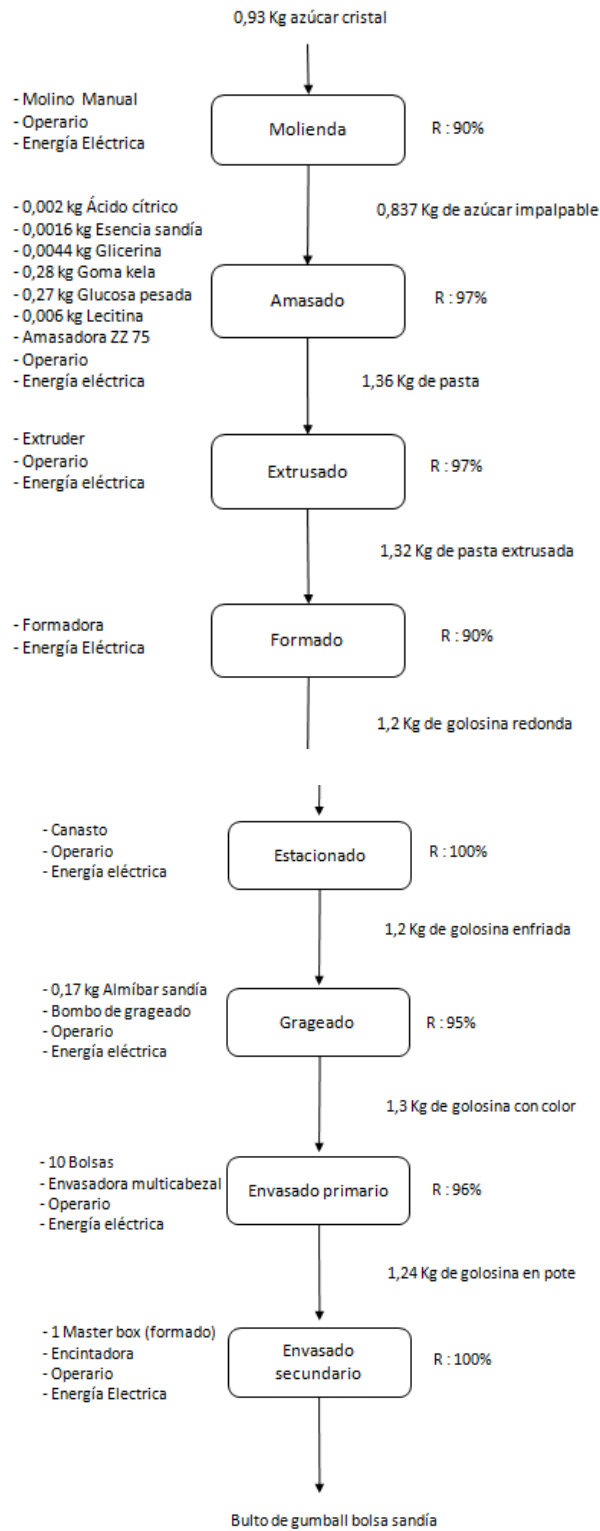 0,93 Kg azúcar cristal
- Molino Manual
- Operario
- Energía Eléctrica
Molienda
R : 90%
0,837 Kg de azúcar impalpable
- 0,002 kg Ácido cítrico
- 0,0016 kg Esencia sandía
- 0,0044 kg Glicerina
- 0,28 kg Goma kela
- 0,27 kg Glucosa pesada
- 0,006 kg Lecitina
- Amasadora ZZ 75
- Operario
- Energía eléctrica
Amasado
R : 97%
1,36 Kg de pasta
- Extruder
- Operario
- Energía eléctrica
Extrusado
R : 97%
1,32 Kg de pasta extrusada
- Formadora
- Energía Eléctrica
Formado
R : 90%
1,2 Kg de golosina redonda
- Canasto
- Operario
- Energía eléctrica
Estacionado
R : 100%
1,2 Kg de golosina enfriada
- 0,17 kg Almíbar sandía
- Bombo de grageado
- Operario
- Energía eléctrica
Grageado
R : 95%
1,3 Kg de golosina con color
- 10 Bolsas
- Envasadora multicabezal
- Operario
- Energía eléctrica
Envasado primario
R : 96%
1,24 Kg de golosina en pote
- 1 Master box (formado)
- Encintadora
- Operario
- Energía Electrica
Envasado
secundario
R : 100%
Bulto de gumball bolsa sandía